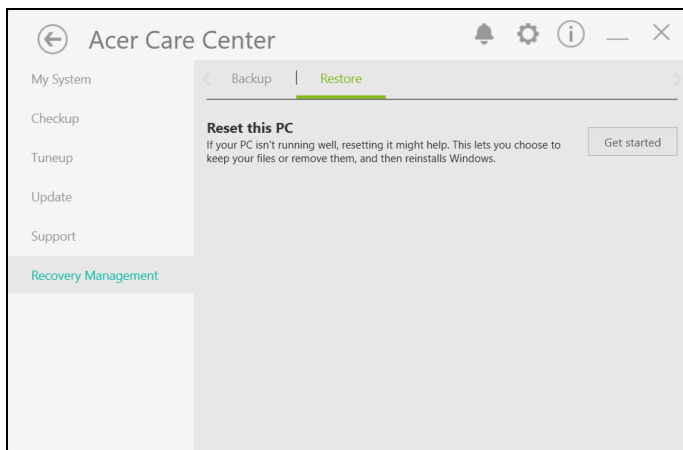 Acer Care Center
My System
Backup
Restore
Checkup
Reset this PC
If your PC isn't running well, resetting it might help. This lets you choose to
keep your files or remove them, and then reinstalls Windows.
Get started
Tuneup
Update
Support
Recovery Management